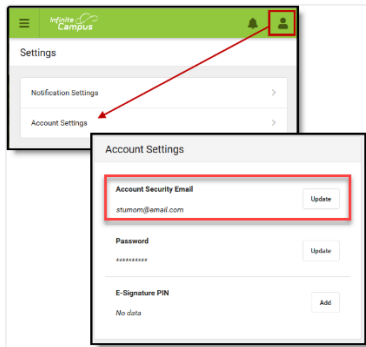 Infinite
Campus
Settings
Notification Settings
Account Settings
Account Settings
Account Security Email
Update
stumom@email.com
Password
Update
**********
E-Signature PIN
Add
No data